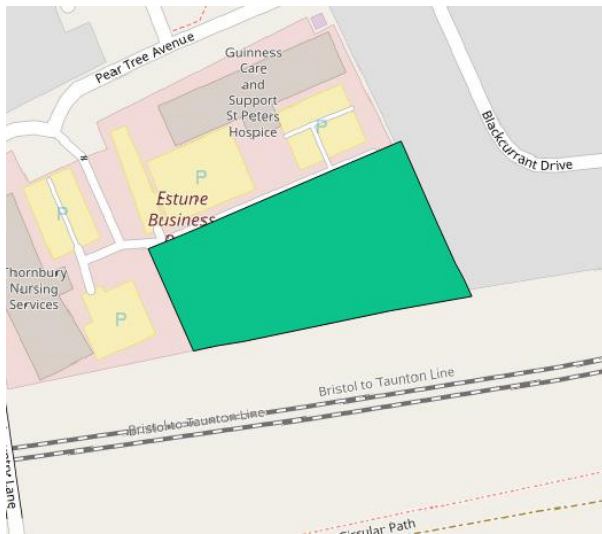 Pear Tree Avenue
Guinness
Care
and
Support
St Peters
Hospice
P
Blackcurrant Drive
P
Estune
Business
P
Thornbury
Nursing
Services
P
Bristol to Taunton Line
Bristol to Taunton Line
Lane
Circular Path